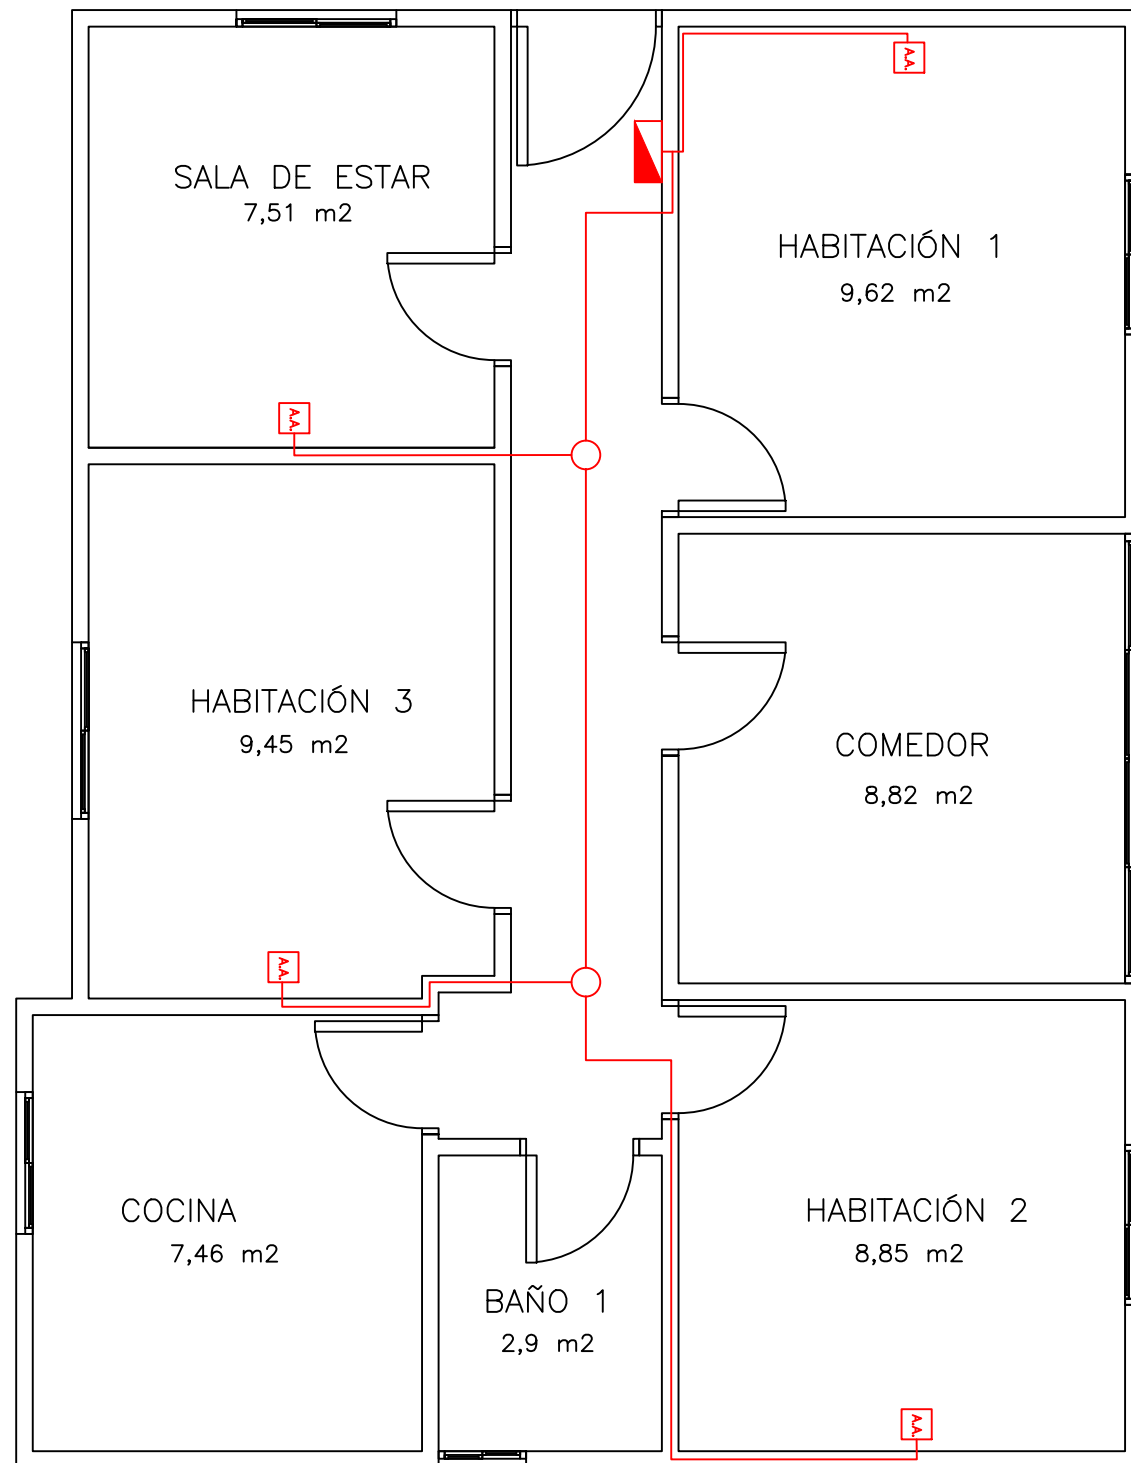 A.A.
SALA DE ESTAR
7,51 m2
HABITACIÓN 1
9,62 m2
A.A.
HABITACIÓN 3
9,45 m2
COMEDOR
8,82 m2
A.A.
COCINA
7,46 m2
HABITACIÓN 2
8,85 m2
BAÑO 1
2,9 m2
A.A.